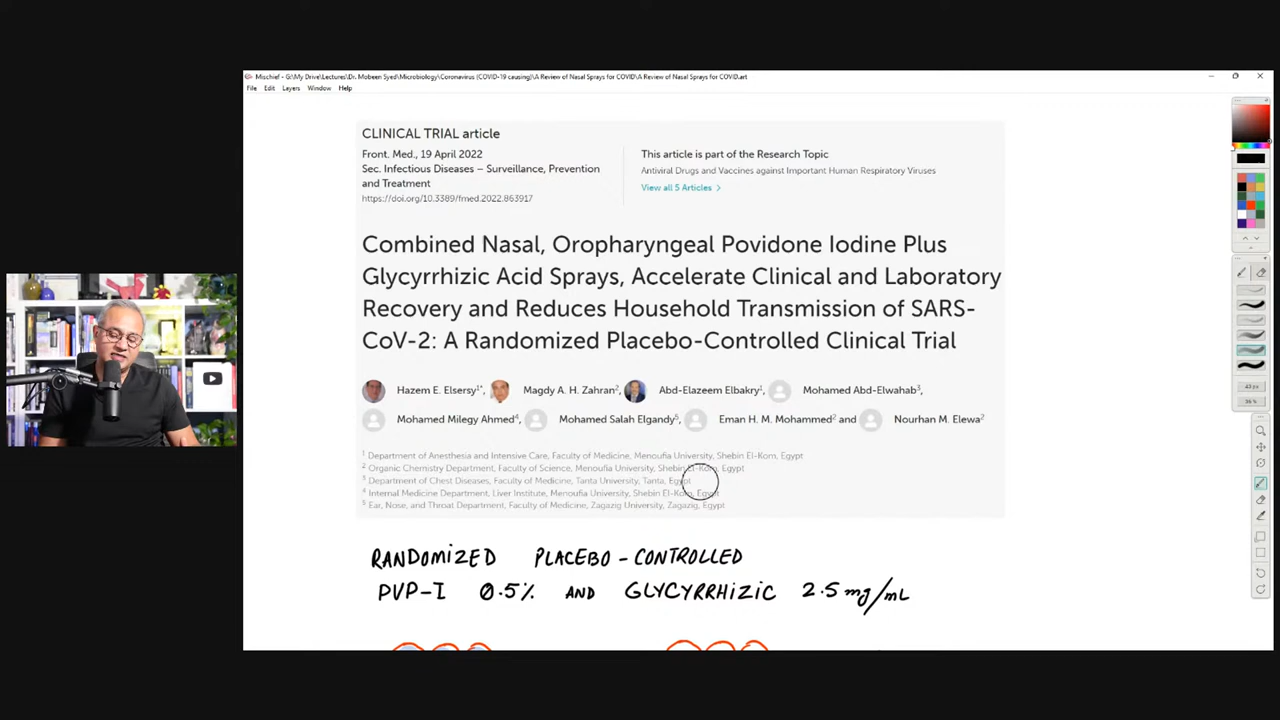 Mischief - G:\My Drive\Lectures\Dr. Mobeen Syed\Microbiology\Coronavirus (COVID-19 causing)\A Review of Nasal Sprays for COVID\A Review of Nasal Sprays for COVID.art
File Edit Layers Window Help
CLINICAL TRIAL article
Front. Med., 19 April 2022
Sec. Infectious Diseases – Surveillance, Prevention
and Treatment
https://doi.org/10.3389/fmed.2022.863917
This article is part of the Research Topic
Antiviral Drugs and Vaccines against Important Human Respiratory Viruses
View all 5 Articles >
Combined Nasal, Oropharyngeal Povidone Iodine Plus
Glycyrrhizic Acid Sprays, Accelerate Clinical and Laboratory
Recovery and Reduces Household Transmission of SARS-
CoV-2: A Randomized Placebo-Controlled Clinical Trial
Hazem E. Elsersy1*, Magdy A. H. Zahran2, Abd-Elazeem Elbakry1, Mohamed Abd-Elwahab3,
Mohamed Milegy Ahmed4, Mohamed Salah Elgandy5, Eman H. M. Mohammed2 and Nourhan M. Elewa2
1 Department of Anesthesia and Intensive Care, Faculty of Medicine, Menoufia University, Shebin El-Kom, Egypt
2 Organic Chemistry Department, Faculty of Science, Menoufia University, Shebin El-Kom, Egypt
3 Department of Chest Diseases, Faculty of Medicine, Tanta University, Tanta, Egypt
4 Internal Medicine Department, Liver Institute, Menoufia University, Shebin El-Kom, Egypt
5 Ear, Nose, and Throat Department, Faculty of Medicine, Zagazig University, Zagazig, Egypt
RANDOMIZED PLACEBO-CONTROLLED
PVP-I 0.5% AND GLYCYRRHIZIC 2.5 mg/mL